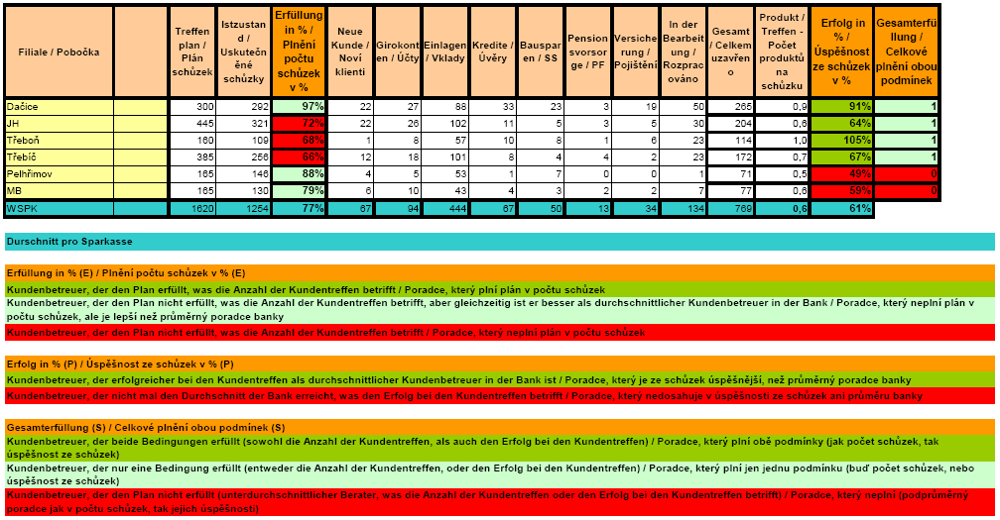 Filiale / Pobočka Treffen plan / Plán schůzek Istzustan d / Uskutečn ěné schůzky Erfüllung in % / Plnění počtu schůzek v % Neue Kunde / Noví klienti Girokont en / Účty Einlagen / Vklady Kredite / Úvěry Bauspar en / SS Pension svorsor ge / PF Versiche rung / Pojištění In der Bearbeit ung / Rozprac ováno Gesamt / Celkem uzavřen o Produkt / Treffen - Počet produktů na schůzku Erfolg in % / Úspěšnost ze schůzek v % Gesamterfü llung / Celkové plnění obou podmínek
Dačice 300 292 97% 22 27 88 33 23 3 19 50 265 0,9 91% 1
JH 445 321 72% 22 26 102 11 5 3 5 30 204 0,6 64% 1
Třeboň 160 109 68% 1 8 57 10 8 1 6 23 114 1,0 105% 1
Třebíč 385 256 66% 12 18 101 8 4 4 2 23 172 0,7 67% 1
Pelhřimov 165 146 88% 4 5 53 1 7 0 0 1 71 0,5 49% 0
MB 165 130 79% 6 10 43 4 3 2 2 7 77 0,6 59% 0
WSPK 1620 1254 77% 67 94 444 67 50 13 34 134 769 0,6 61%
Durschnitt pro Sparkasse
Erfüllung in % (E) / Plnění počtu schůzek v % (E)
Kundenbetreuer, der den Plan erfüllt, was die Anzahl der Kundentreffen betrifft / Poradce, který plní plán v počtu schůzek
Kundenbetreuer, der den Plan nicht erfüllt, was die Anzahl der Kundentreffen betrifft, aber gleichzeitig ist er besser als durchschnittlicher Kundenbetreuer in der Bank / Poradce, který neplní plán v
počtu schůzek, ale je lepší než průměrný poradce banky
Kundenbetreuer, der den Plan nicht erfüllt, was die Anzahl der Kundentreffen betrifft / Poradce, který neplní plán v počtu schůzek
Erfolg in % (P) / Úspěšnost ze schůzek v % (P)
Kundenbetreuer, der erfolgreicher bei den Kundentreffen als durchschnittlicher Kundenbetreuer in der Bank ist / Poradce, který je ze schůzek úspěšnější, než průměrný poradce banky
Kundenbetreuer, der nicht mal den Durchschnitt der Bank erreicht, was den Erfolg bei den Kundentreffen betrifft / Poradce, který nedosahuje v úspěšnosti ze schůzek ani průměru banky
Gesamterfüllung (S) / Celkové plnění obou podmínek (S)
Kundenbetreuer, der beide Bedingungen erfüllt (sowohl die Anzahl der Kundentreffen, als auch den Erfolg bei den Kundentreffen) / Poradce, který plní obě podmínky (jak počet schůzek, tak
úspěšnost ze schůzek)
Kundenbetreuer, der nur eine Bedingung erfüllt (entweder die Anzahl der Kundentreffen, oder den Erfolg bei den Kundentreffen) / Poradce, který plní jen jednu podmínku (buď počet schůzek, nebo
úspěšnost ze schůzek)
Kundenbetreuer, der den Plan nicht erfüllt (unterdurchschnittlicher Berater, was die Anzahl der Kundentreffen oder den Erfolg bei den Kundentreffen betrifft) / Poradce, který neplní (podprůměrný
poradce jak v počtu schůzek, tak jejich úspěšnosti)